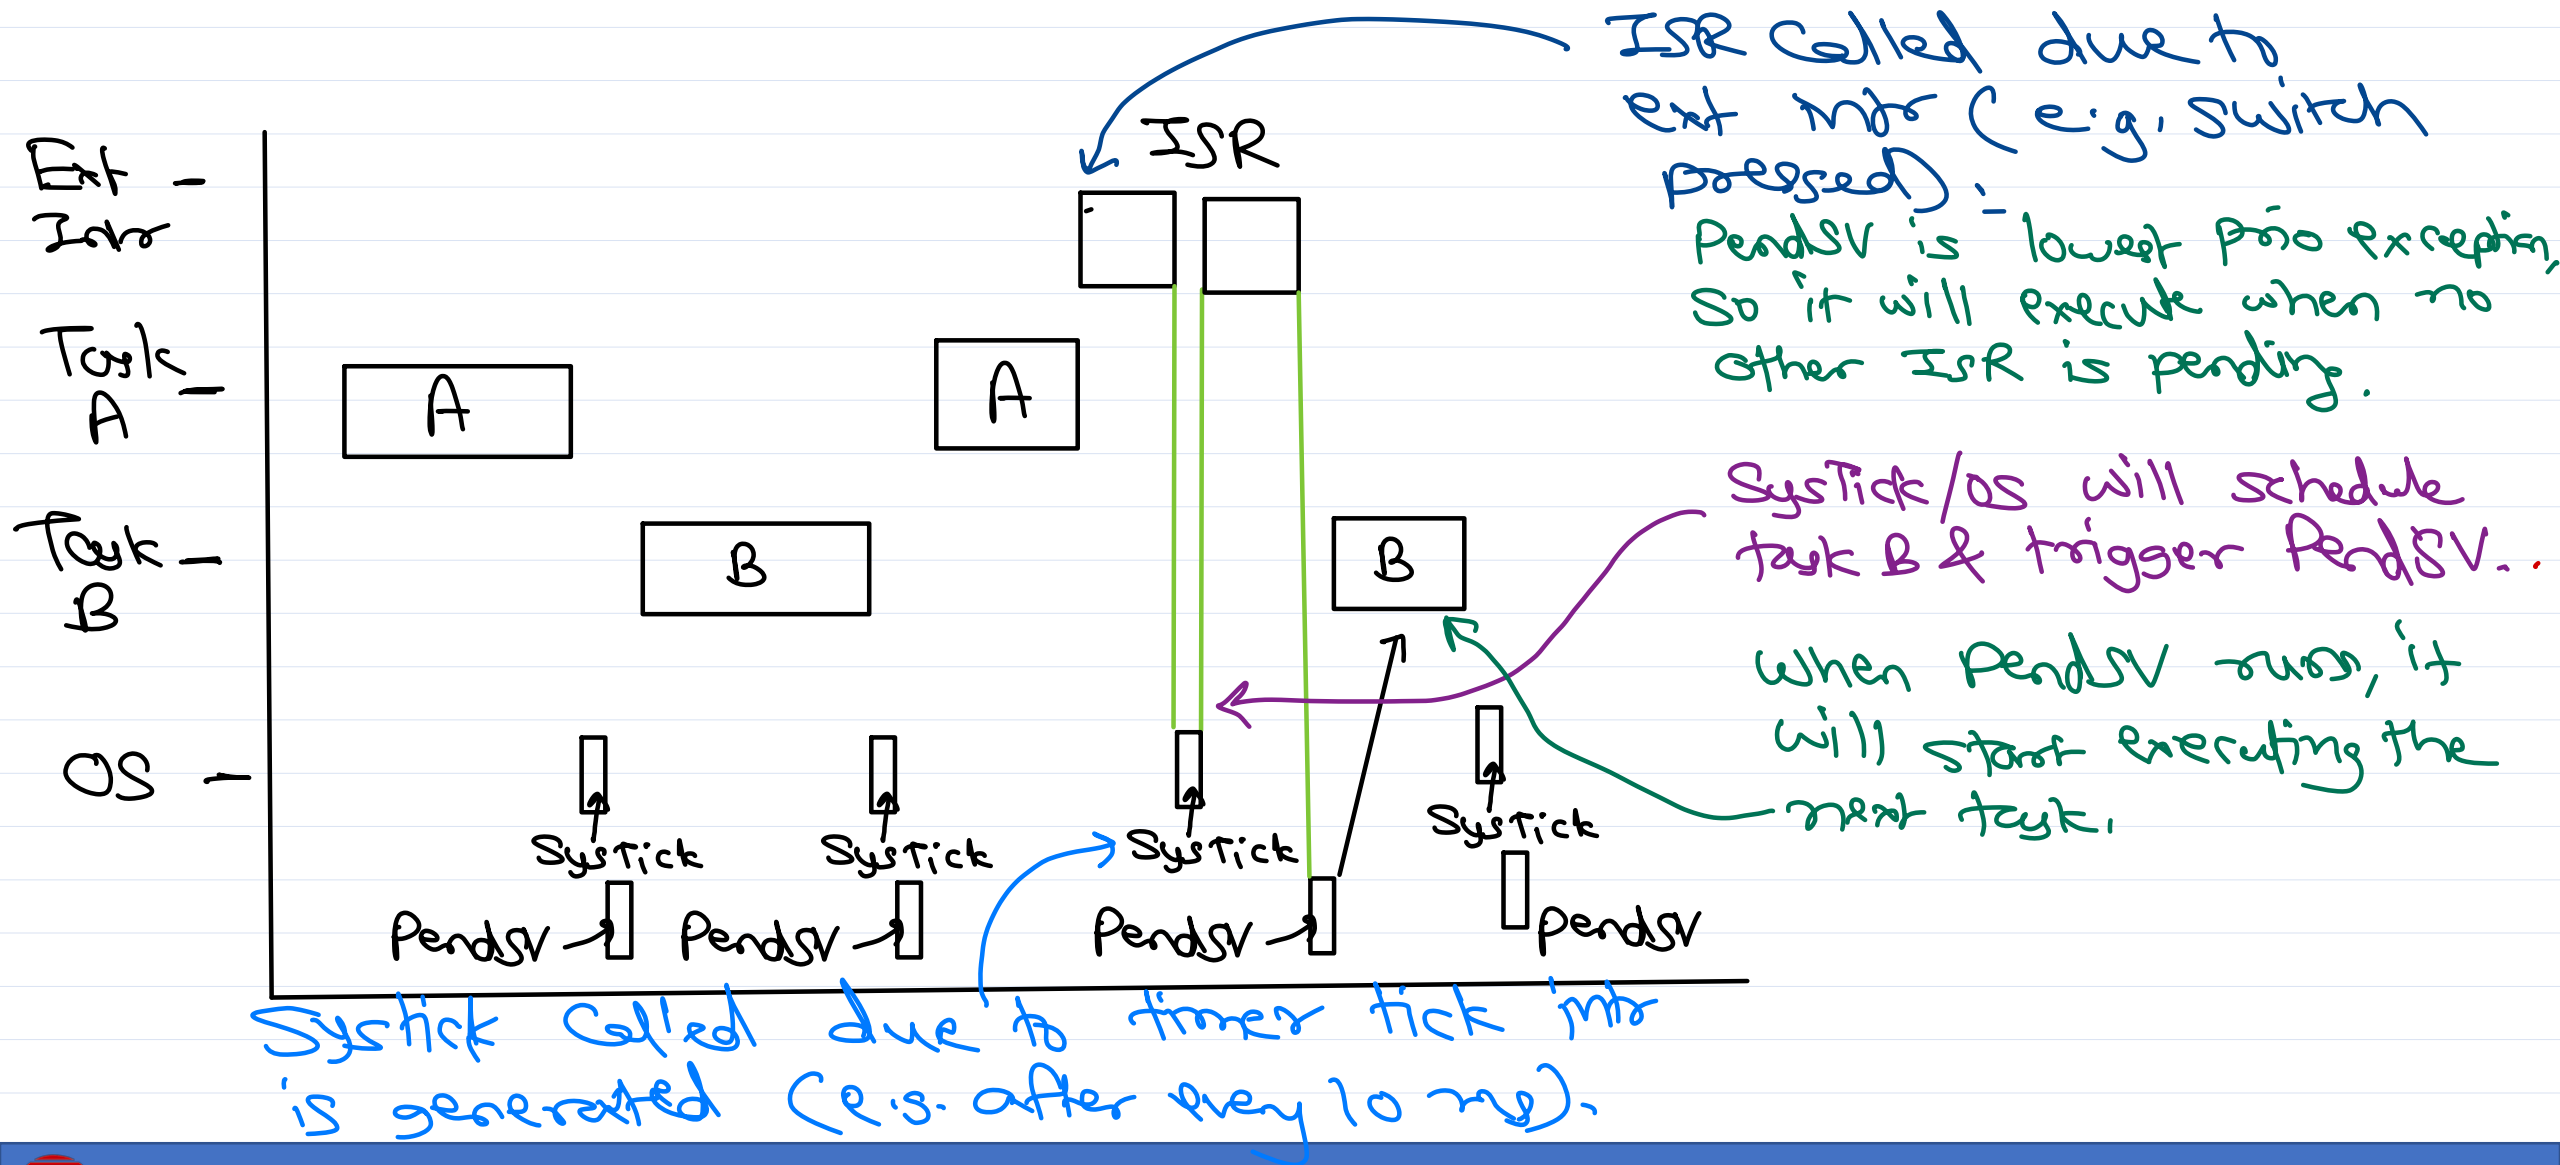 ISR called due to
ext intr (e.g. switch
pressed):-
PendSV is lowest prio exception,
so it will execute when no
other ISR is pending.
SysTick/OS will schedule
task B & trigger PendSV.
when PendSV runs, it
will start executing the
next task.
Ext -
Intr
ISR
Task -
A
A
A
Task -
B
B
B
OS -
SysTick
SysTick
SysTick
SysTick
PendSV
PendSV
PendSV
PendSV
Systick called due to timer tick intr
is generated (e.g. after every 10 ms).